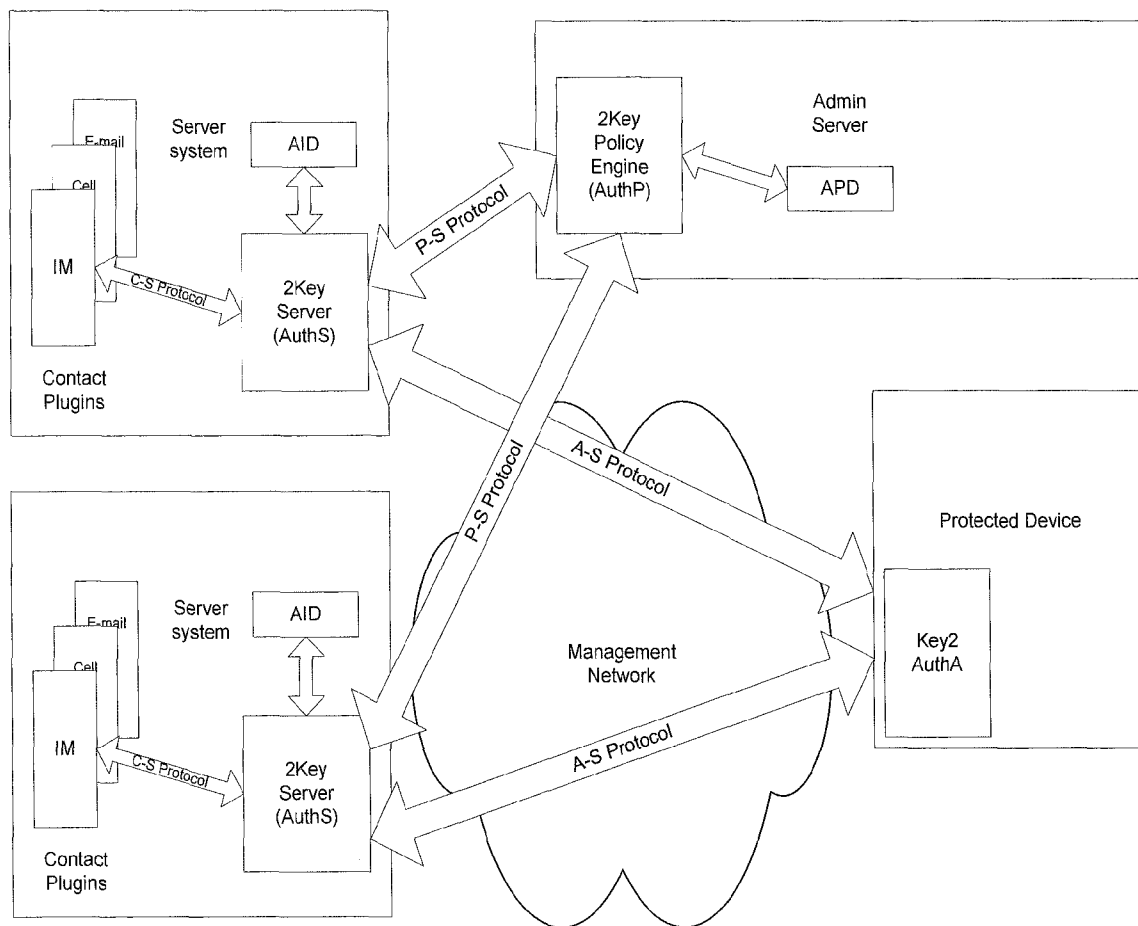 E-mail
Cell
IM
Contact
Plugins
C-S Protocol
Server
system
AID
2Key
Server
(AuthS)
P-S Protocol
2Key
Policy
Engine
(AuthP)
Admin
Server
APD
A-S Protocol
P-S Protocol
Protected Device
Key2
AuthA
Management
Network
A-S Protocol
E-mail
Cell
IM
Contact
Plugins
C-S Protocol
Server
system
AID
2Key
Server
(AuthS)